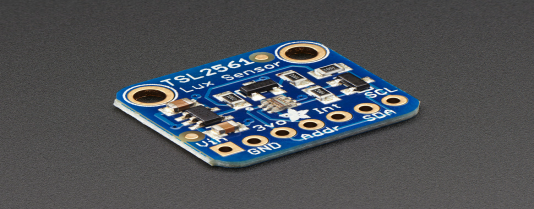 TSL2561
Lux Sensor
Vin
GND
3vo
Addr
Int
SDA
SCL